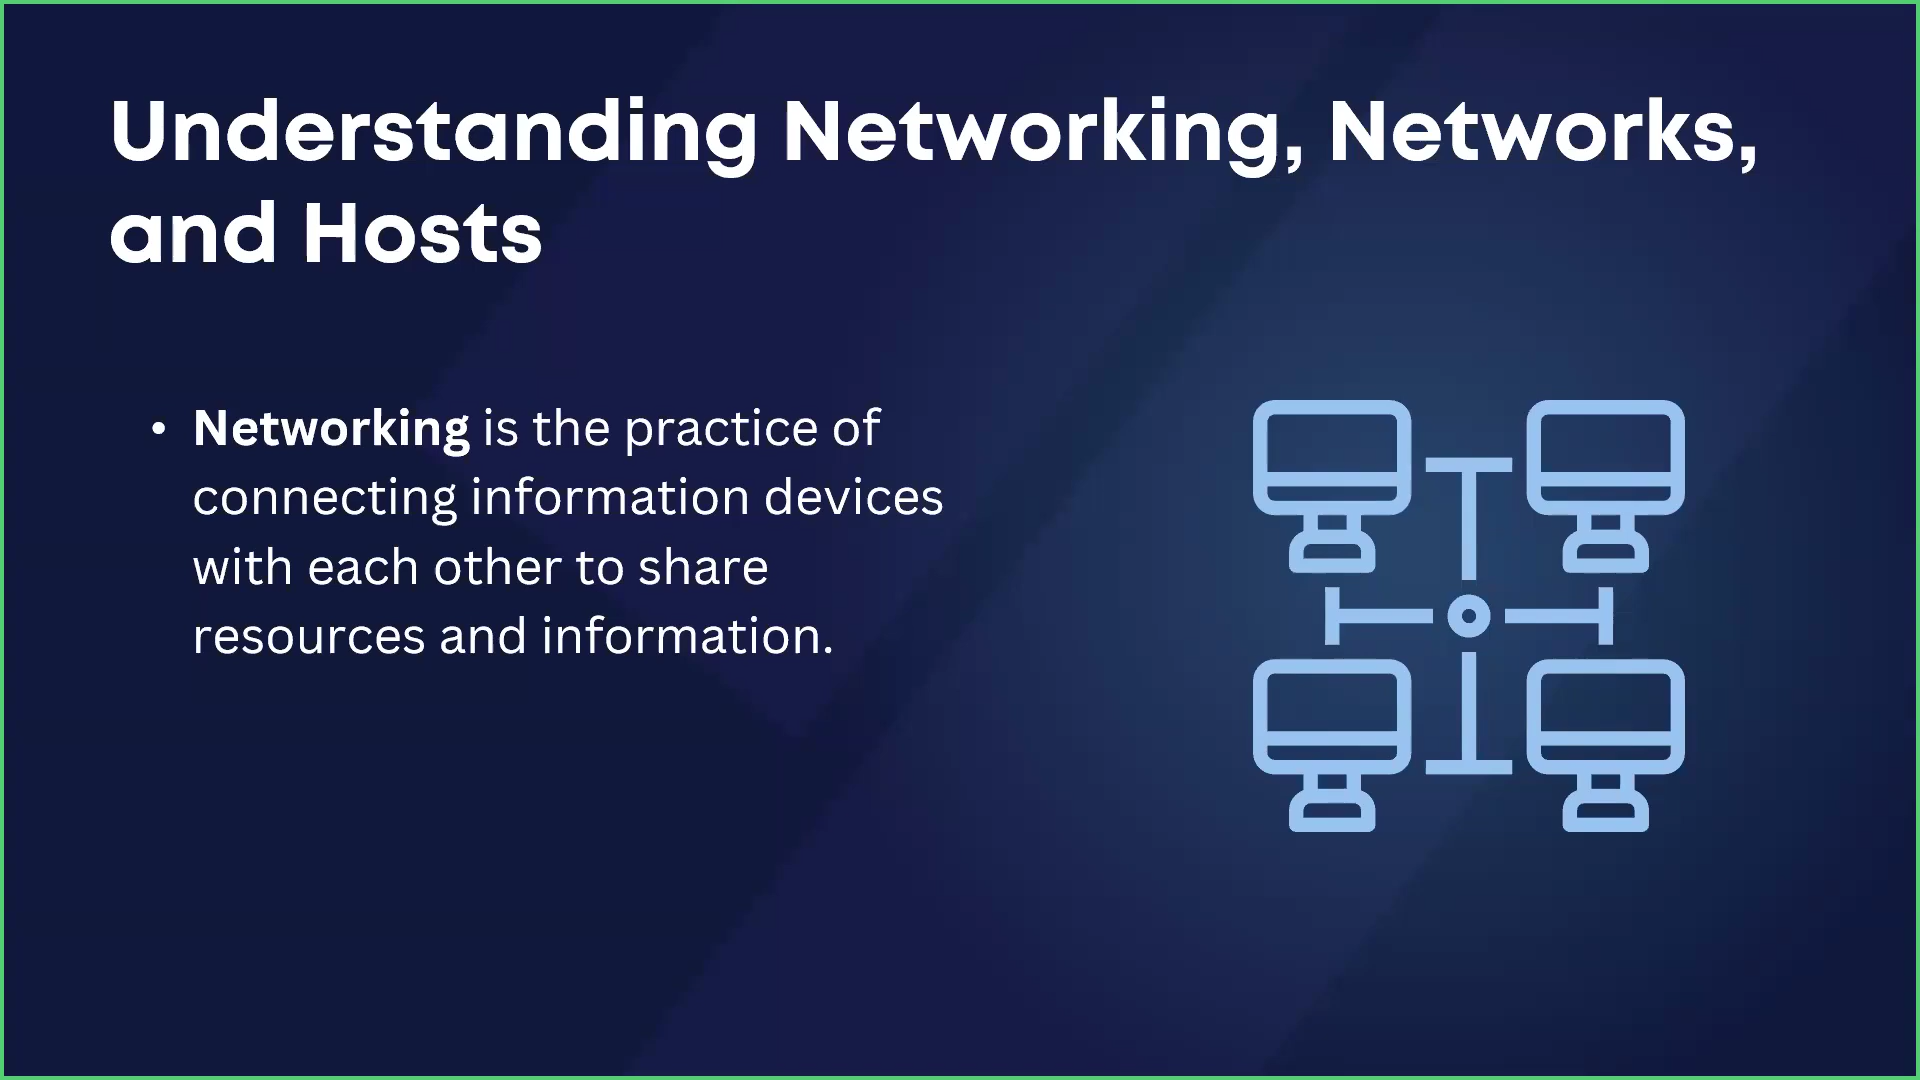 Understanding Networking, Networks,
and Hosts
• Networking is the practice of
connecting information devices
with each other to share
resources and information.